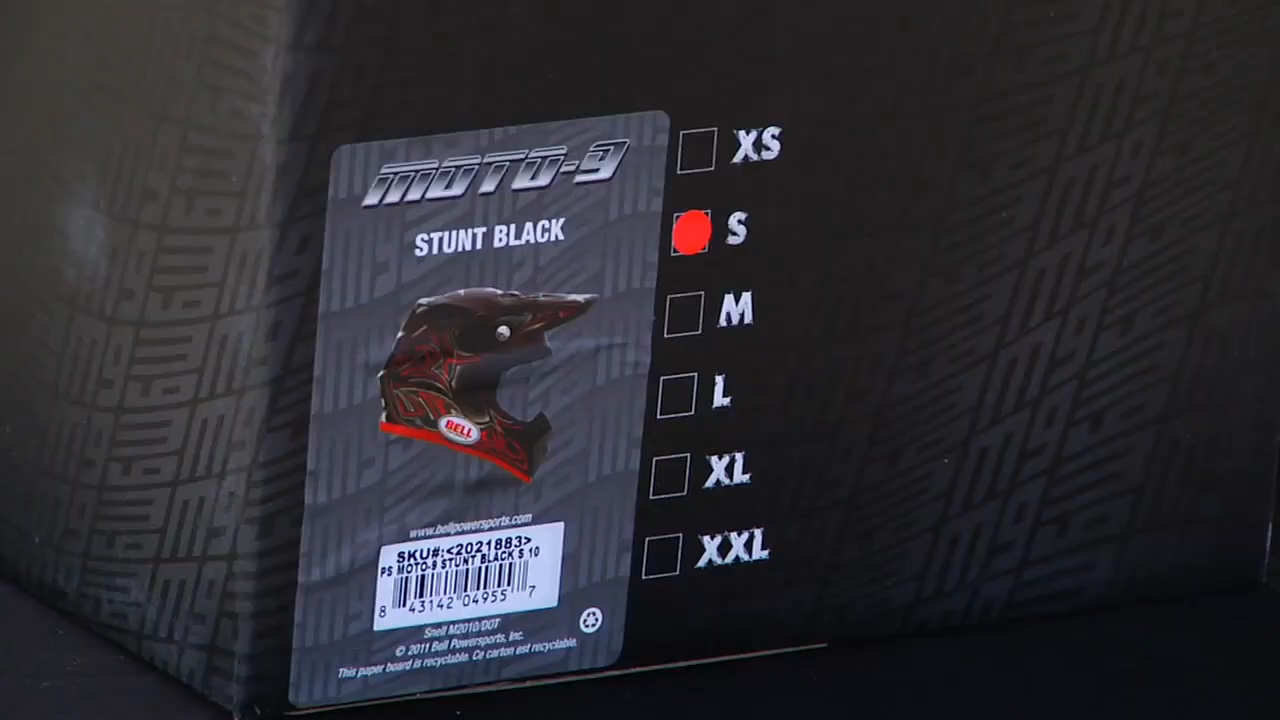 MOTO-9
STUNT BLACK
BELL
www.bellpowersports.com
SKU#:<2021883>
PS MOTO-9 STUNT BLACK S 10
8 43142 04955 7
Snell M2010/DOT
© 2011 Bell Powersports, Inc.
This paper board is recyclable. Ce carton est recyclable.
XS
S
M
L
XL
XXL